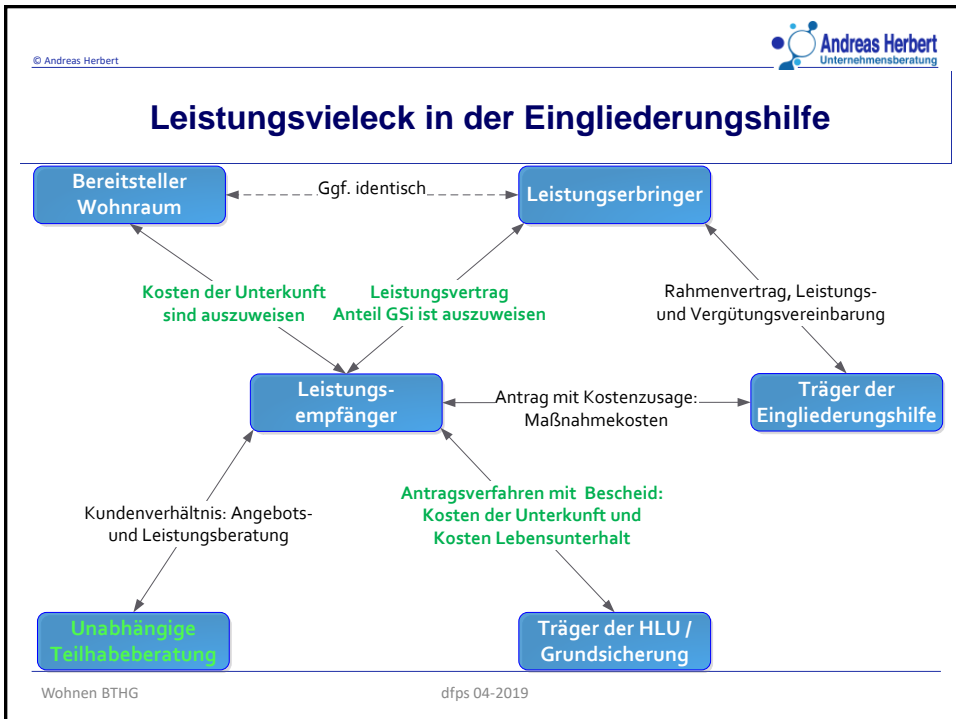 © Andreas Herbert
Andreas Herbert
Unternehmensberatung
Leistungsvieleck in der Eingliederungshilfe
Bereitsteller
Wohnraum
Ggf. identisch
Leistungserbringer
Kosten der Unterkunft
sind auszuweisen
Leistungsvertrag
Anteil GSi ist auszuweisen
Rahmenvertrag, Leistungs-
und Vergütungsvereinbarung
Leistungs-
empfänger
Antrag mit Kostenzusage:
Maßnahmekosten
Träger der
Eingliederungshilfe
Kundenverhältnis: Angebots-
und Leistungsberatung
Antragsverfahren mit Bescheid:
Kosten der Unterkunft und
Kosten Lebensunterhalt
Unabhängige
Teilhabeberatung
Träger der HLU /
Grundsicherung
Wohnen BTHG
dfps 04-2019